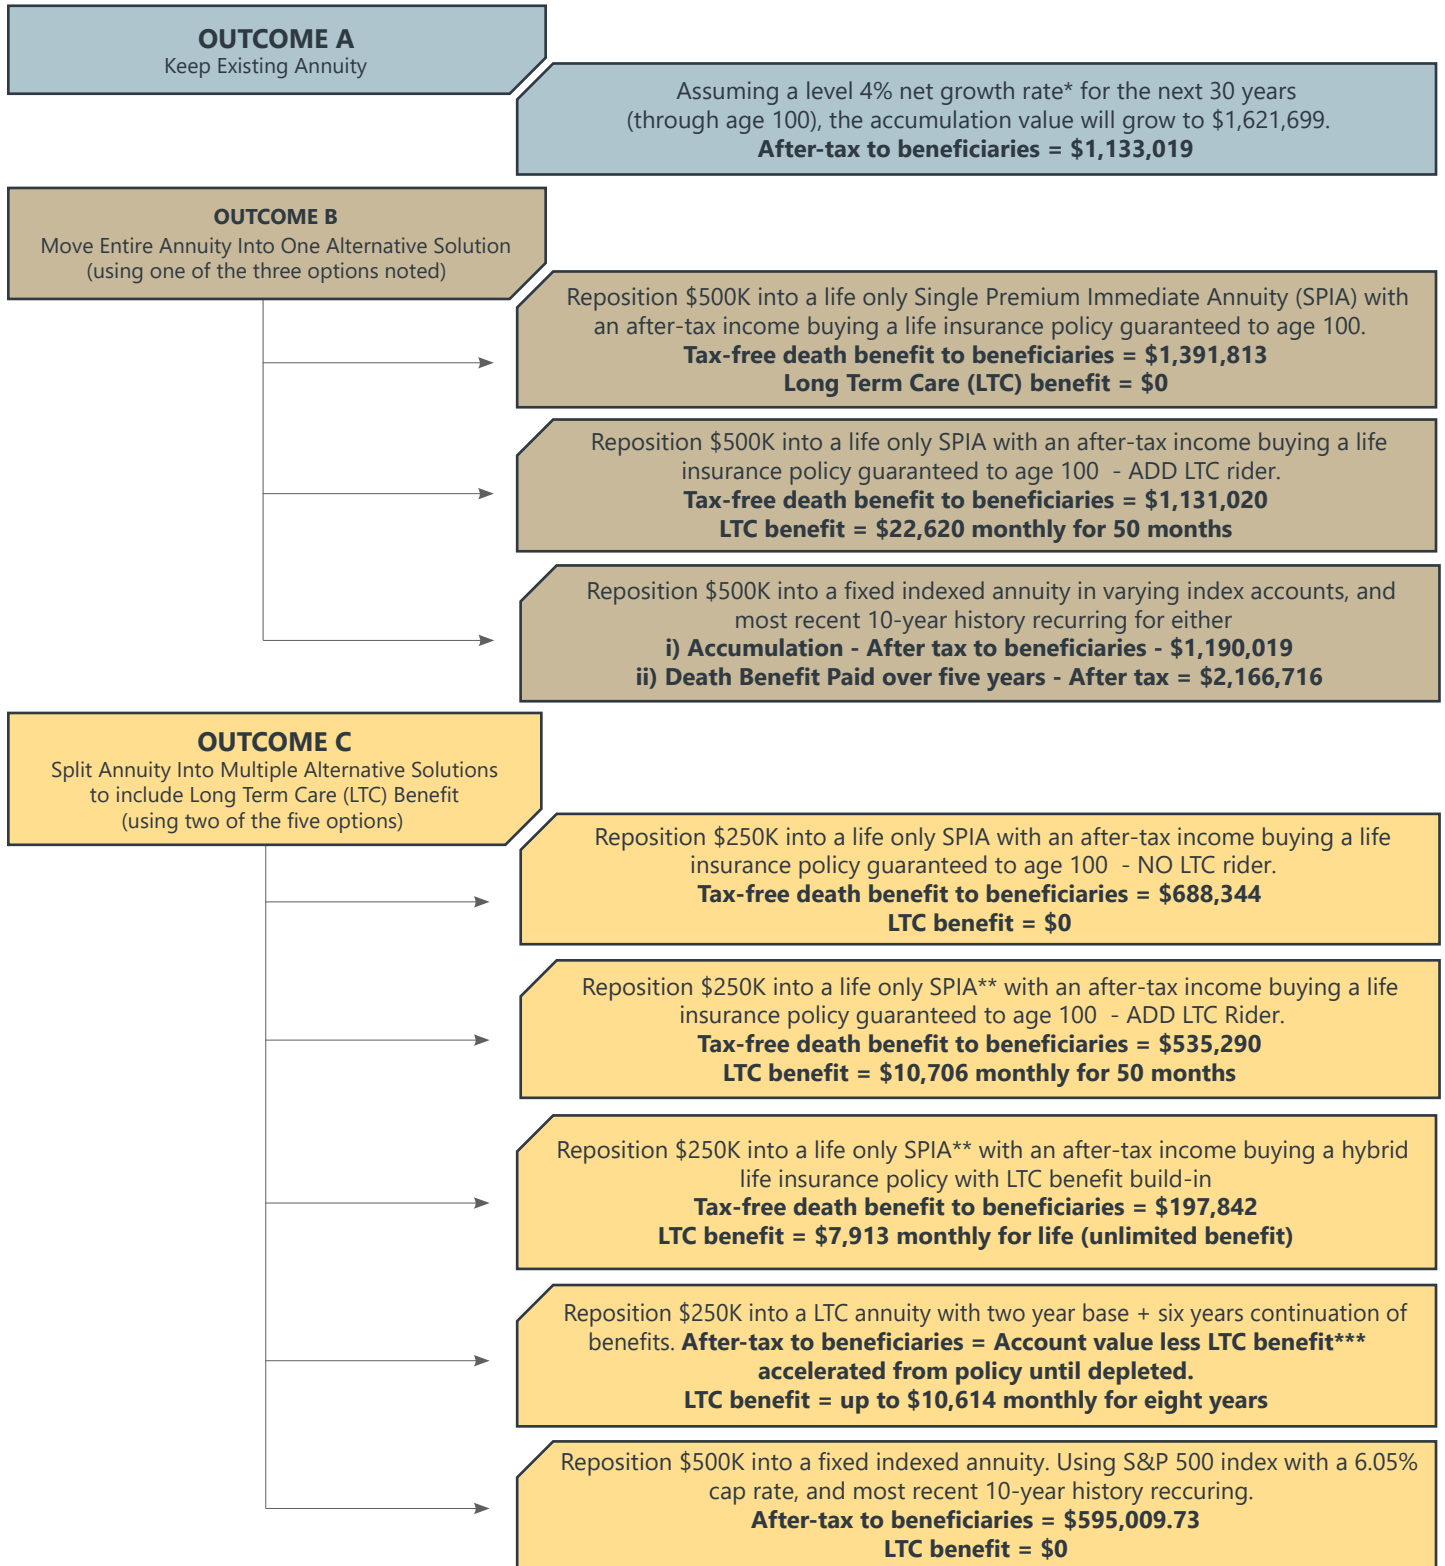 OUTCOME A
Keep Existing Annuity
Assuming a level 4% net growth rate* for the next 30 years
(through age 100), the accumulation value will grow to $1,621,699.
After-tax to beneficiaries = $1,133,019
OUTCOME B
Move Entire Annuity Into One Alternative Solution
(using one of the three options noted)
Reposition $500K into a life only Single Premium Immediate Annuity (SPIA) with
an after-tax income buying a life insurance policy guaranteed to age 100.
Tax-free death benefit to beneficiaries = $1,391,813
Long Term Care (LTC) benefit = $0
Reposition $500K into a life only SPIA with an after-tax income buying a life
insurance policy guaranteed to age 100 - ADD LTC rider.
Tax-free death benefit to beneficiaries = $1,131,020
LTC benefit = $22,620 monthly for 50 months
Reposition $500K into a fixed indexed annuity in varying index accounts, and
most recent 10-year history recurring for either
i) Accumulation - After tax to beneficiaries - $1,190,019
ii) Death Benefit Paid over five years - After tax = $2,166,716
OUTCOME C
Split Annuity Into Multiple Alternative Solutions
to include Long Term Care (LTC) Benefit
(using two of the five options)
Reposition $250K into a life only SPIA with an after-tax income buying a life
insurance policy guaranteed to age 100 - NO LTC rider.
Tax-free death benefit to beneficiaries = $688,344
LTC benefit = $0
Reposition $250K into a life only SPIA** with an after-tax income buying a life
insurance policy guaranteed to age 100 - ADD LTC Rider.
Tax-free death benefit to beneficiaries = $535,290
LTC benefit = $10,706 monthly for 50 months
Reposition $250K into a life only SPIA** with an after-tax income buying a hybrid
life insurance policy with LTC benefit build-in
Tax-free death benefit to beneficiaries = $197,842
LTC benefit = $7,913 monthly for life (unlimited benefit)
Reposition $250K into a LTC annuity with two year base + six years continuation of
benefits. After-tax to beneficiaries = Account value less LTC benefit***
accelerated from policy until depleted.
LTC benefit = up to $10,614 monthly for eight years
Reposition $500K into a fixed indexed annuity. Using S&P 500 index with a 6.05%
cap rate, and most recent 10-year history reccuring.
After-tax to beneficiaries = $595,009.73
LTC benefit = $0